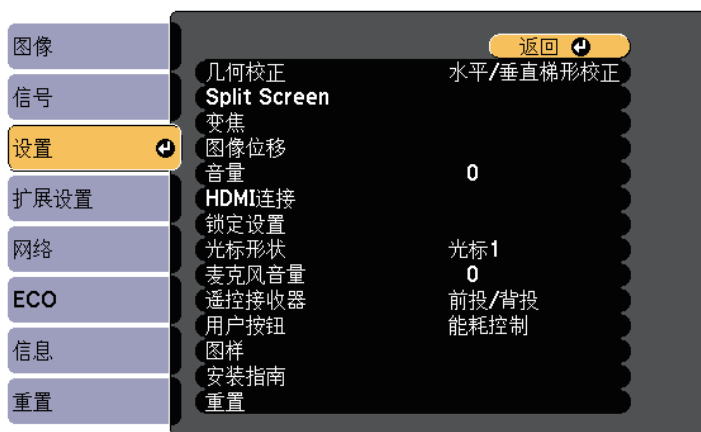 图像
信号
设置
扩展设置
网络
ECO
信息
重置
返回
几何校正 水平/垂直梯形校正
Split Screen
变焦
图像位移
音量 0
HDMI连接
锁定设置
光标形状 光标1
麦克风音量 0
遥控接收器 前投/背投
用户按钮 能耗控制
图样
安装指南
重置